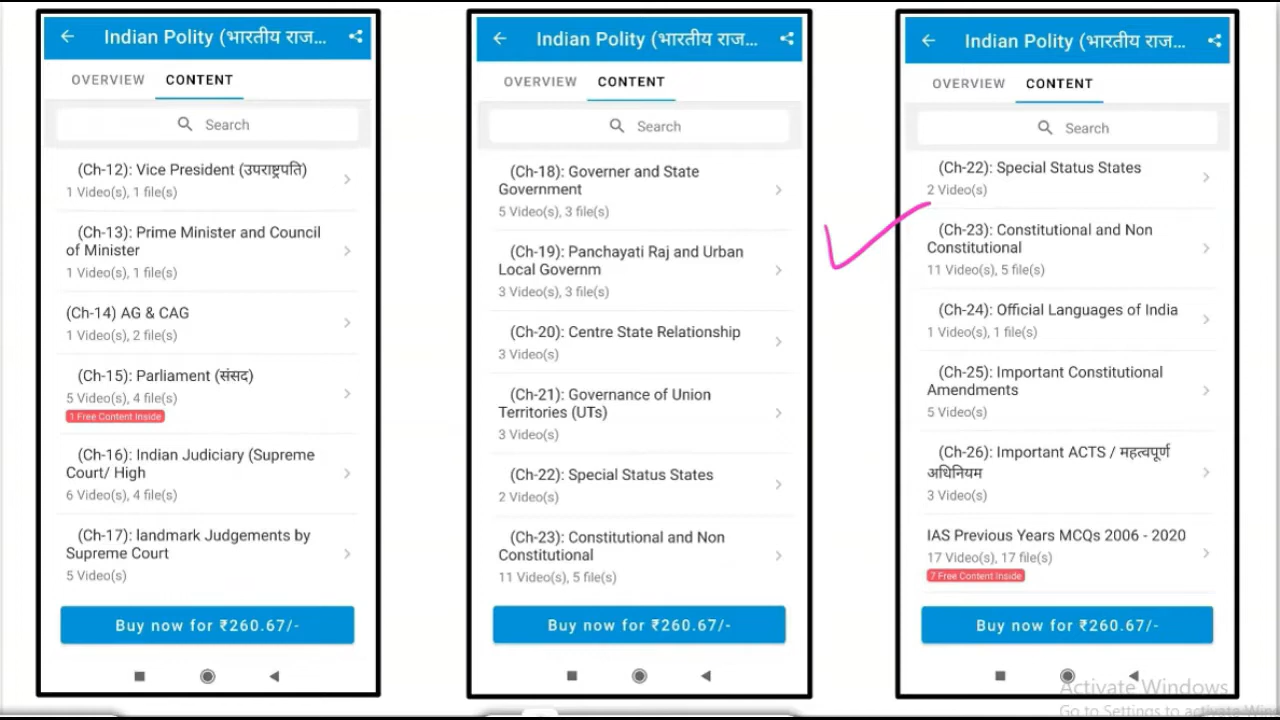 Indian Polity (भारतीय राज...
OVERVIEW CONTENT
Search
(Ch-12): Vice President (उपराष्ट्रपति)
1 Video(s), 1 file(s)
(Ch-13): Prime Minister and Council
of Minister
1 Video(s), 1 file(s)
(Ch-14) AG & CAG
1 Video(s), 2 file(s)
(Ch-15): Parliament (संसद)
5 Video(s), 4 file(s)
1 Free Content Inside
(Ch-16): Indian Judiciary (Supreme
Court/ High
6 Video(s), 4 file(s)
(Ch-17): landmark Judgements by
Supreme Court
5 Video(s)
Buy now for ₹260.67/-
Indian Polity (भारतीय राज...
OVERVIEW CONTENT
Search
(Ch-18): Governer and State
Government
5 Video(s), 3 file(s)
(Ch-19): Panchayati Raj and Urban
Local Governm
3 Video(s), 3 file(s)
(Ch-20): Centre State Relationship
3 Video(s)
(Ch-21): Governance of Union
Territories (UTs)
3 Video(s)
(Ch-22): Special Status States
2 Video(s)
(Ch-23): Constitutional and Non
Constitutional
11 Video(s), 5 file(s)
Buy now for ₹260.67/-
Indian Polity (भारतीय राज...
OVERVIEW CONTENT
Search
(Ch-22): Special Status States
2 Video(s)
(Ch-23): Constitutional and Non
Constitutional
11 Video(s), 5 file(s)
(Ch-24): Official Languages of India
1 Video(s), 1 file(s)
(Ch-25): Important Constitutional
Amendments
5 Video(s)
(Ch-26): Important ACTS / महत्वपूर्ण
अधिनियम
3 Video(s)
IAS Previous Years MCQs 2006 - 2020
17 Video(s), 17 file(s)
7 Free Content Inside
Buy now for ₹260.67/-
Activate Windows
Go to Settings to activate